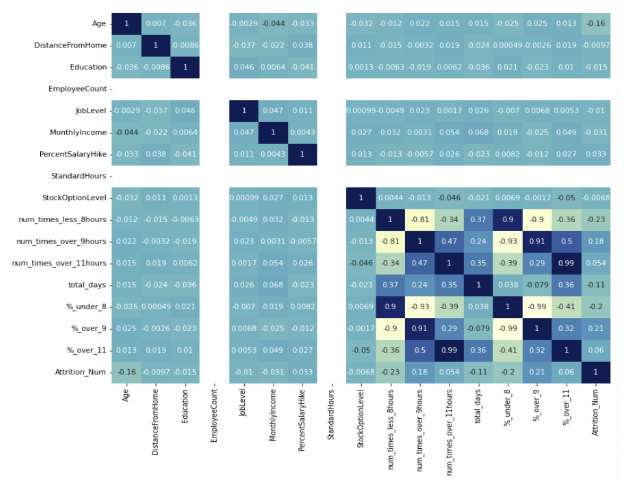 Age 1 0.007 -0.036 -0.0029 -0.044 -0.033 -0.032 -0.012 0.022 0.015 0.015 -0.025 0.025 0.013 -0.16
DistanceFromHome 0.007 1 -0.0086 -0.037 -0.022 0.038 0.011 -0.015 -0.0032 0.019 -0.024 0.00049 -0.0026 0.019 -0.0097
Education -0.036 -0.0086 1 0.046 0.0064 -0.041 0.0013 -0.0063 -0.019 0.0062 -0.036 0.021 -0.023 0.01 -0.015
EmployeeCount
JobLevel -0.0029 -0.037 0.046 1 0.047 0.011 0.00099 -0.0049 0.023 0.0017 0.026 -0.007 0.0068 0.0053 -0.01
MonthlyIncome -0.044 -0.022 0.0064 0.047 1 0.0043 0.027 0.032 0.0031 0.054 0.068 0.019 -0.025 0.049 -0.031
PercentSalaryHike -0.033 0.038 -0.041 0.011 0.0043 1 0.013 -0.013 -0.0057 0.026 -0.023 0.0082 -0.012 0.027 0.033
StandardHours
StockOptionLevel -0.032 0.011 0.0013 0.00099 0.027 0.013 1 0.0044 -0.013 -0.046 -0.021 0.0069 -0.0017 -0.05 -0.0068
num_times_less_8hours -0.012 -0.015 -0.0063 -0.0049 0.032 -0.013 0.0044 1 -0.81 -0.34 0.37 0.9 -0.9 -0.36 -0.23
num_times_over_9hours 0.022 -0.0032 -0.019 0.023 0.0031 -0.0057 -0.013 -0.81 1 0.47 0.24 -0.93 0.91 0.5 0.18
num_times_over_11hours 0.015 0.019 0.0062 0.0017 0.054 0.026 -0.046 -0.34 0.47 1 0.35 -0.39 0.29 0.99 0.054
total_days 0.015 -0.024 -0.036 0.026 0.068 -0.023 -0.021 0.37 0.24 0.35 1 0.038 -0.079 0.36 -0.11
%_under_8 -0.025 0.00049 0.021 -0.007 0.019 0.0082 0.0069 0.9 -0.93 -0.39 0.038 1 -0.99 -0.41 -0.2
%_over_9 0.025 -0.0026 -0.023 0.0068 -0.025 -0.012 -0.0017 -0.9 0.91 0.29 -0.079 -0.99 1 0.32 0.21
%_over_11 0.013 0.019 0.01 0.0053 0.049 0.027 -0.05 -0.36 0.5 0.99 0.36 -0.41 0.32 1 0.06
Attrition_Num -0.16 -0.0097 -0.015 -0.01 -0.031 0.033 -0.0068 -0.23 0.18 0.054 -0.11 -0.2 0.21 0.06 1
Age
DistanceFromHome
Education
EmployeeCount
JobLevel
MonthlyIncome
PercentSalaryHike
StandardHours
StockOptionLevel
num_times_less_8hours
num_times_over_9hours
num_times_over_11hours
total_days
%_under_8
%_over_9
%_over_11
Attrition_Num